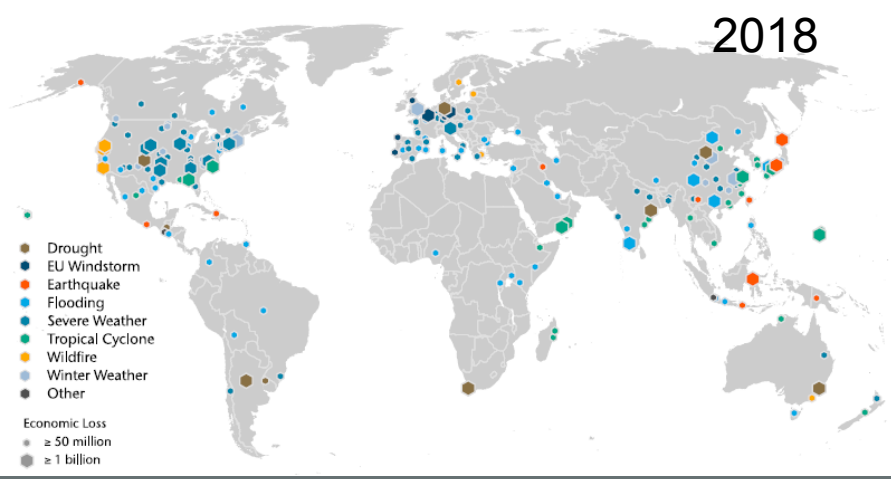 2018
Drought
EU Windstorm
Earthquake
Flooding
Severe Weather
Tropical Cyclone
Wildfire
Winter Weather
Other
Economic Loss
≥ 50 million
≥ 1 billion